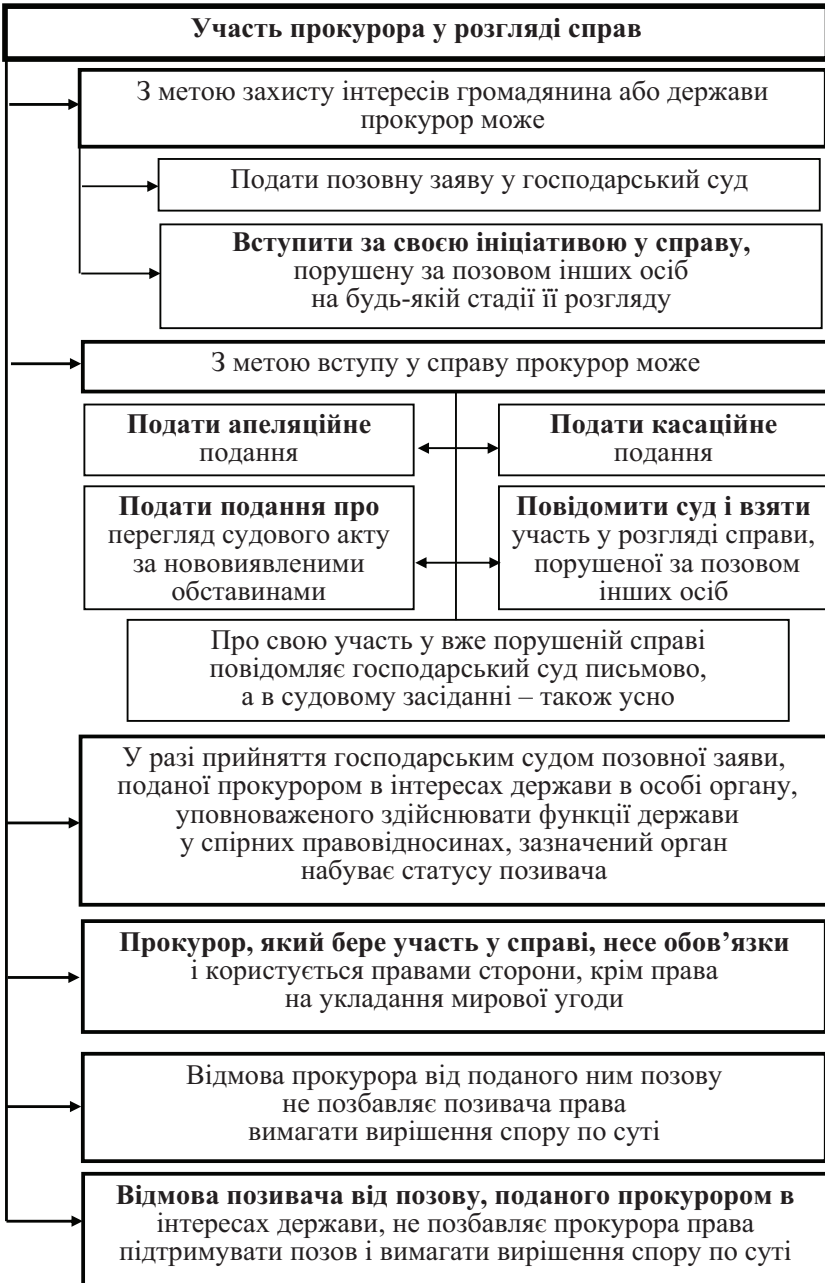 Участь прокурора у розгляді справ
З метою захисту інтересів громадянина або держави
прокурор може
Подати позовну заяву у господарський суд
Вступити за своєю ініціативою у справу,
порушену за позовом інших осіб
на будь-якій стадії її розгляду
З метою вступу у справу прокурор може
Подати апеляційне
подання
Подати касаційне
подання
Подати подання про
перегляд судового акту
за нововиявленими
обставинами
Повідомити суд і взяти
участь у розгляді справи,
порушеної за позовом
інших осіб
Про свою участь у вже порушеній справі
повідомляє господарський суд письмово,
а в судовому засіданні – також усно
У разі прийняття господарським судом позовної заяви,
поданої прокурором в інтересах держави в особі органу,
уповноваженого здійснювати функції держави
у спірних правовідносинах, зазначений орган
набуває статусу позивача
Прокурор, який бере участь у справі, несе обов’язки
і користується правами сторони, крім права
на укладання мирової угоди
Відмова прокурора від поданого ним позову
не позбавляє позивача права
вимагати вирішення спору по суті
Відмова позивача від позову, поданого прокурором в
інтересах держави, не позбавляє прокурора права
підтримувати позов і вимагати вирішення спору по суті